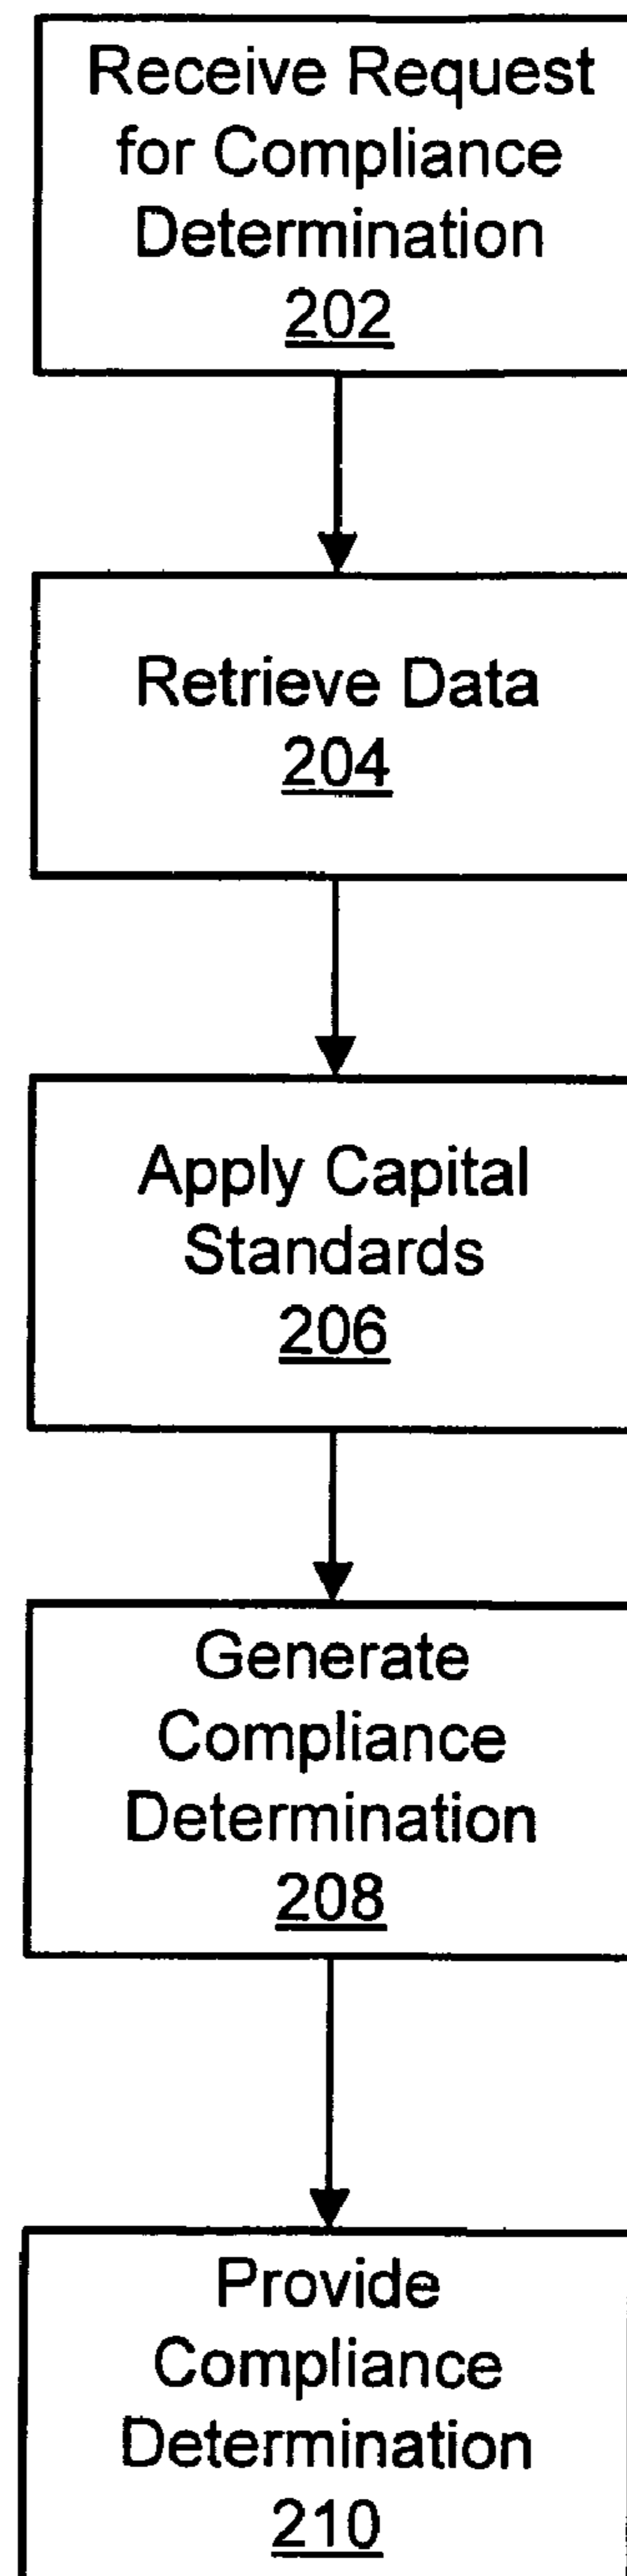 Receive Request
for Compliance
Determination
202
Retrieve Data
204
Apply Capital
Standards
206
Generate
Compliance
Determination
208
Provide
Compliance
Determination
210